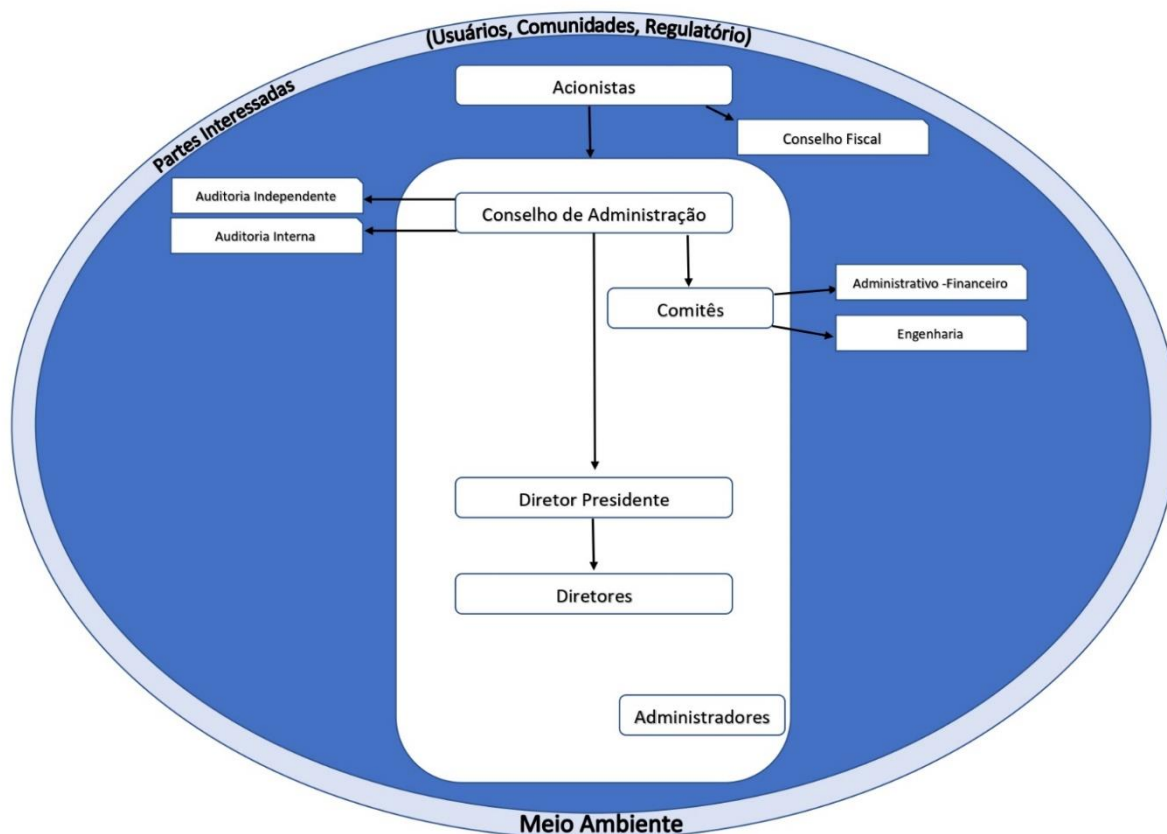 (Usuários, Comunidades, Regulatório)
Partes Interessadas
Acionistas
Conselho Fiscal
Auditoria Independente
Conselho de Administração
Auditoria Interna
Administrativo -Financeiro
Comitês
Engenharia
Diretor Presidente
Diretores
Administradores
Meio Ambiente